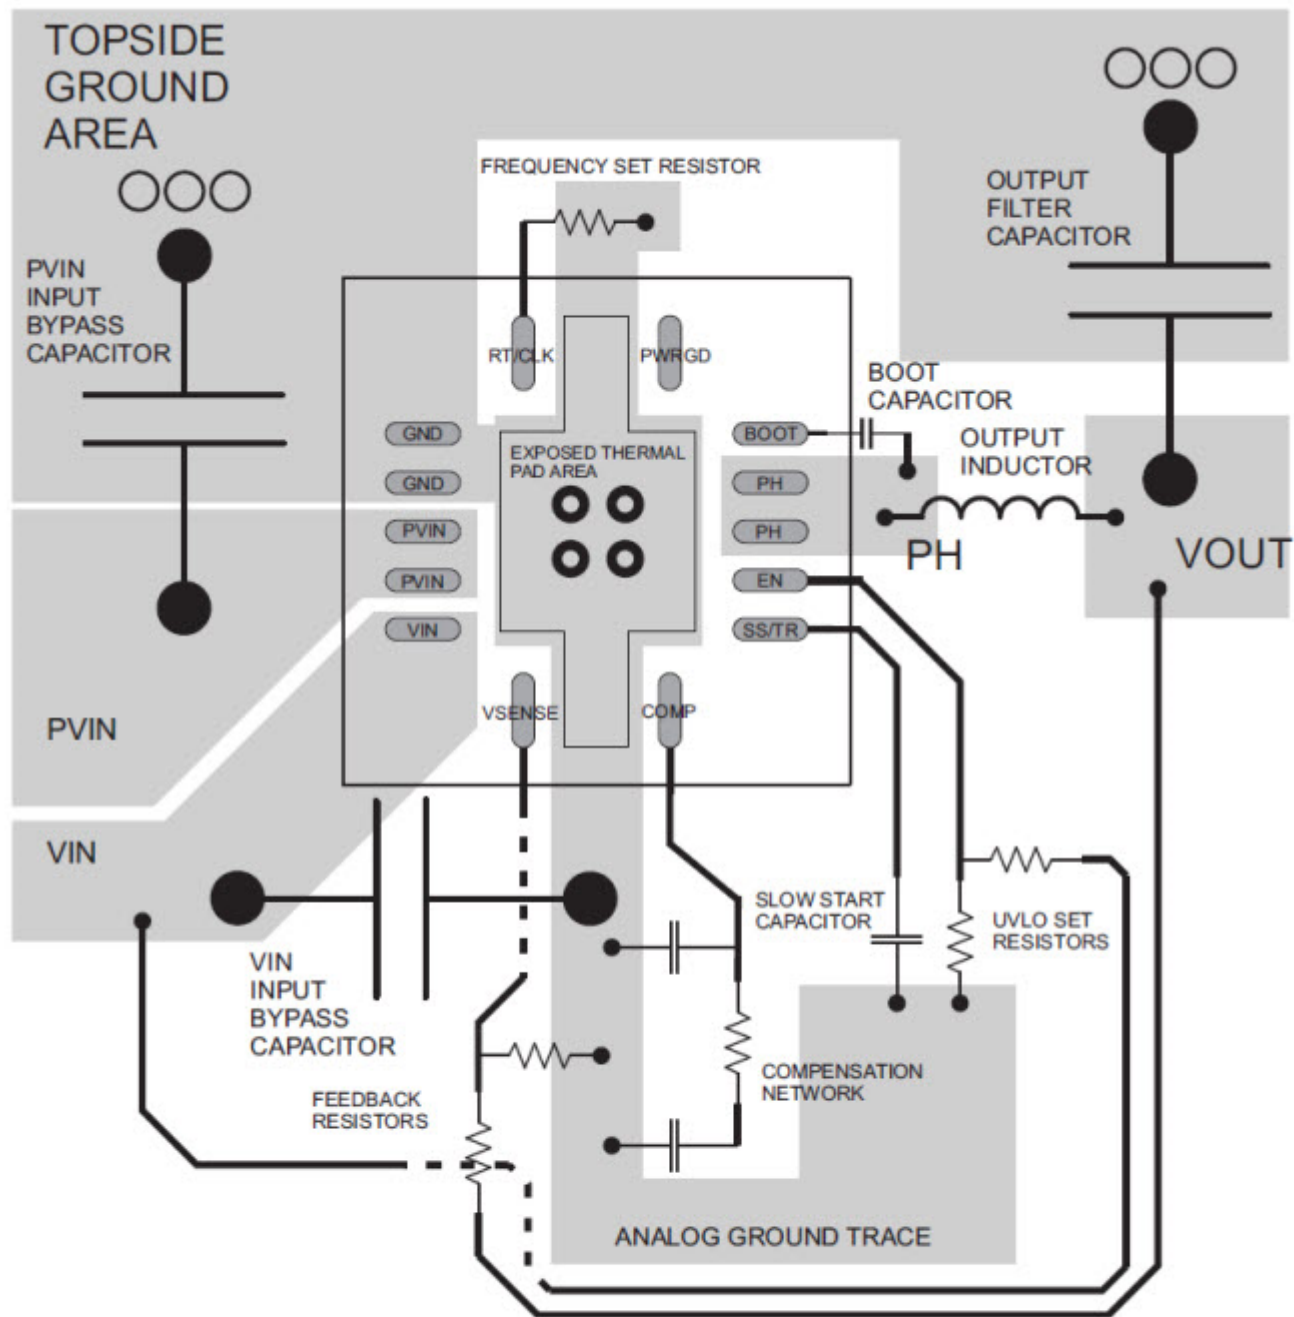 TOPSIDE
GROUND
AREA
FREQUENCY SET RESISTOR
OUTPUT
FILTER
CAPACITOR
PVIN
INPUT
BYPASS
CAPACITOR
RT/CLK
PWRGD
BOOT
CAPACITOR
GND
EXPOSED THERMAL
PAD AREA
BOOT
OUTPUT
INDUCTOR
GND
PH
PVIN
PH
PH
VOUT
PVIN
EN
VIN
SS/TR
VSENSE
COMP
PVIN
VIN
SLOW START
CAPACITOR
UVLO SET
RESISTORS
VIN
INPUT
BYPASS
CAPACITOR
COMPENSATION
NETWORK
FEEDBACK
RESISTORS
ANALOG GROUND TRACE